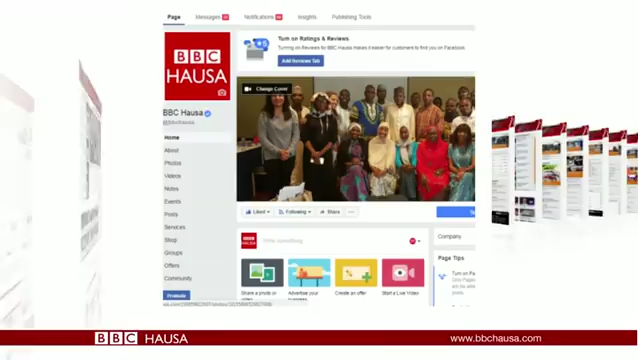 Page
Messages
Notifications
Insights
Publishing Tools
Turn on Ratings & Reviews
Turning on Reviews for BBC Hausa makes it easier for customers to find you on Facebook.
Add Reviews Tab
BBC
HAUSA
Change Cover
BBC Hausa
@bbchausa
Home
About
Photos
Videos
Notes
Events
Posts
Services
Shop
Groups
Offers
Community
Promote
Liked
Following
Share
Write something
Company
Share a photo or
Advertise your
business
Create an offer
Start a Live Video
Page Tips
BBC HAUSA
www.bbchausa.com